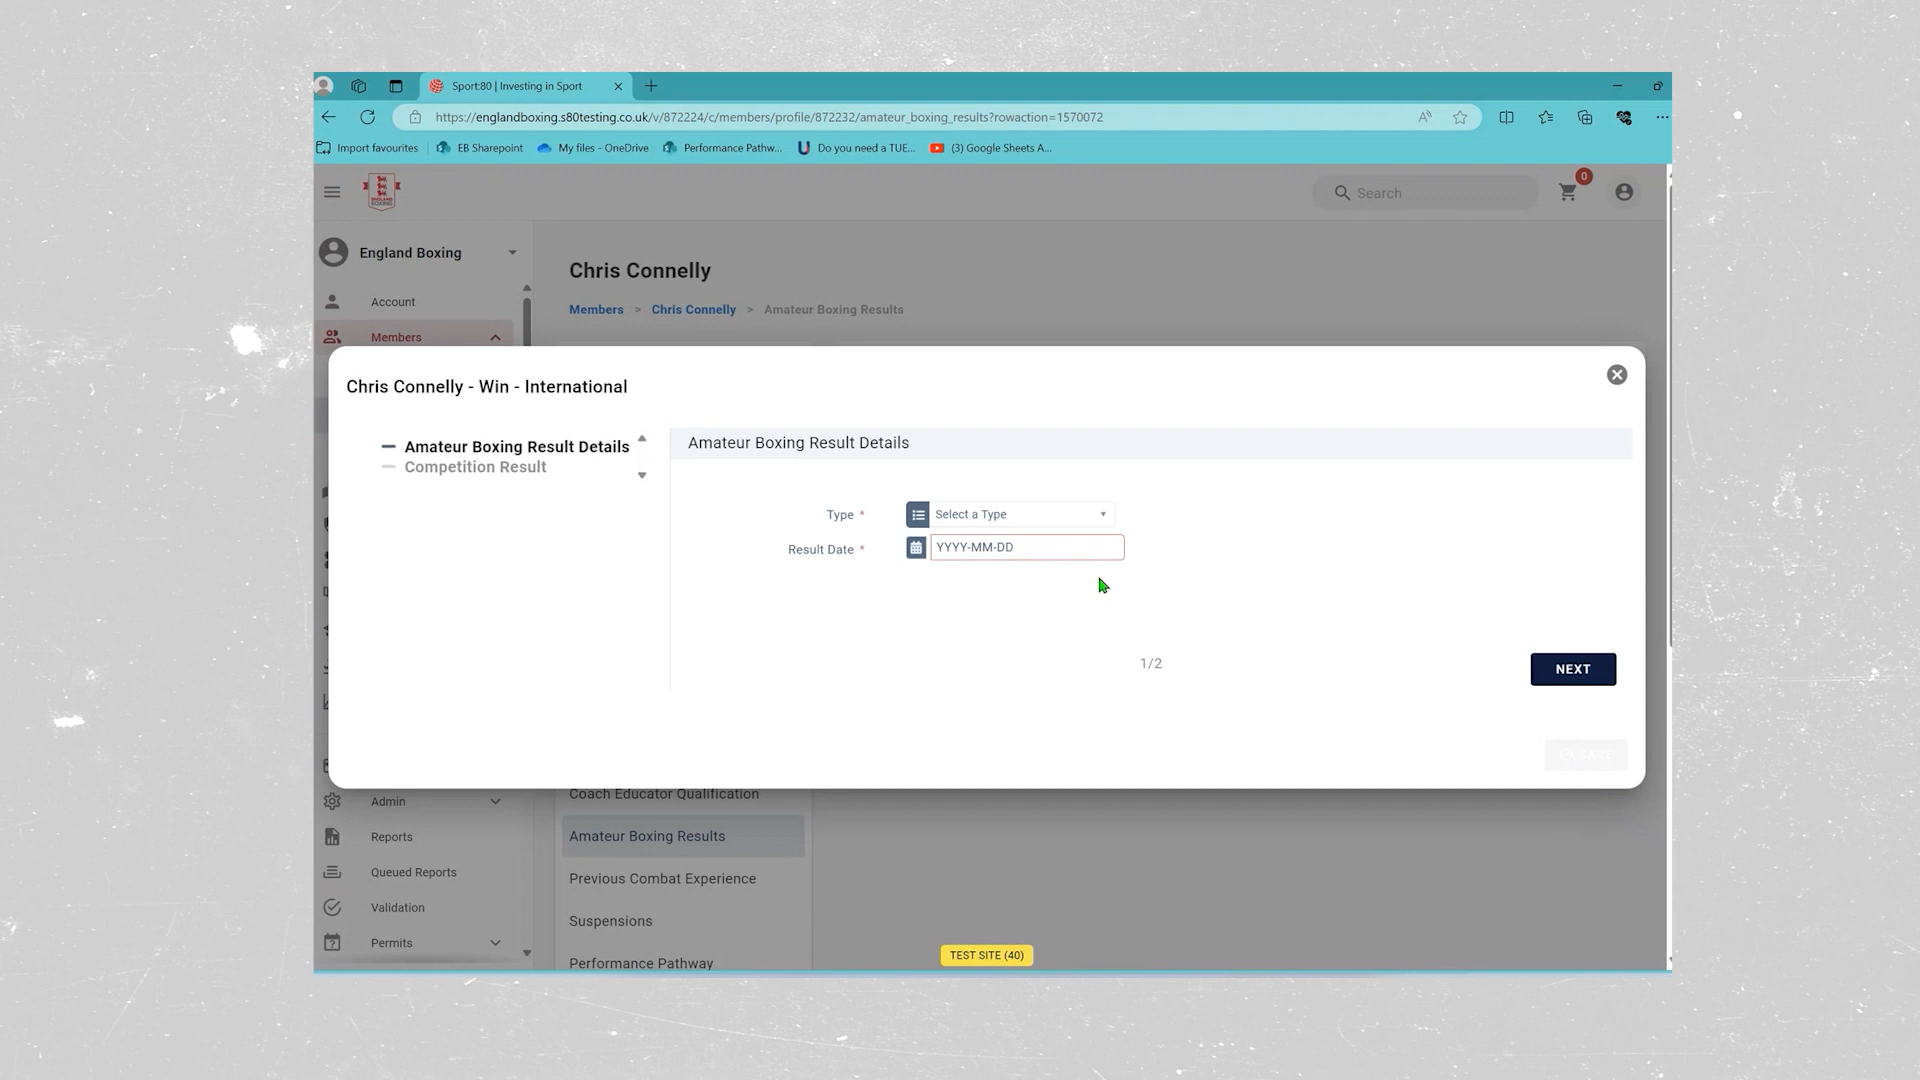 Sport:80 | Investing in Sport
https://englandboxing.s80testing.co.uk/v/872224/c/members/profile/872232/amateur_boxing_results?rowaction=1570072
Import favourites
EB Sharepoint
My files - OneDrive
Performance Pathw...
Do you need a TUE...
(3) Google Sheets A...
ENGLAND BOXING
Search
0
England Boxing
Account
Members
Chris Connelly
Members > Chris Connelly > Amateur Boxing Results
Chris Connelly - Win - International
Amateur Boxing Result Details
Competition Result
Amateur Boxing Result Details
Type * Select a Type
Result Date * YYYY-MM-DD
1/2
NEXT
SAVE
Admin
Reports
Queued Reports
Validation
Permits
Coach Educator Qualification
Amateur Boxing Results
Previous Combat Experience
Suspensions
Performance Pathway
TEST SITE (40)